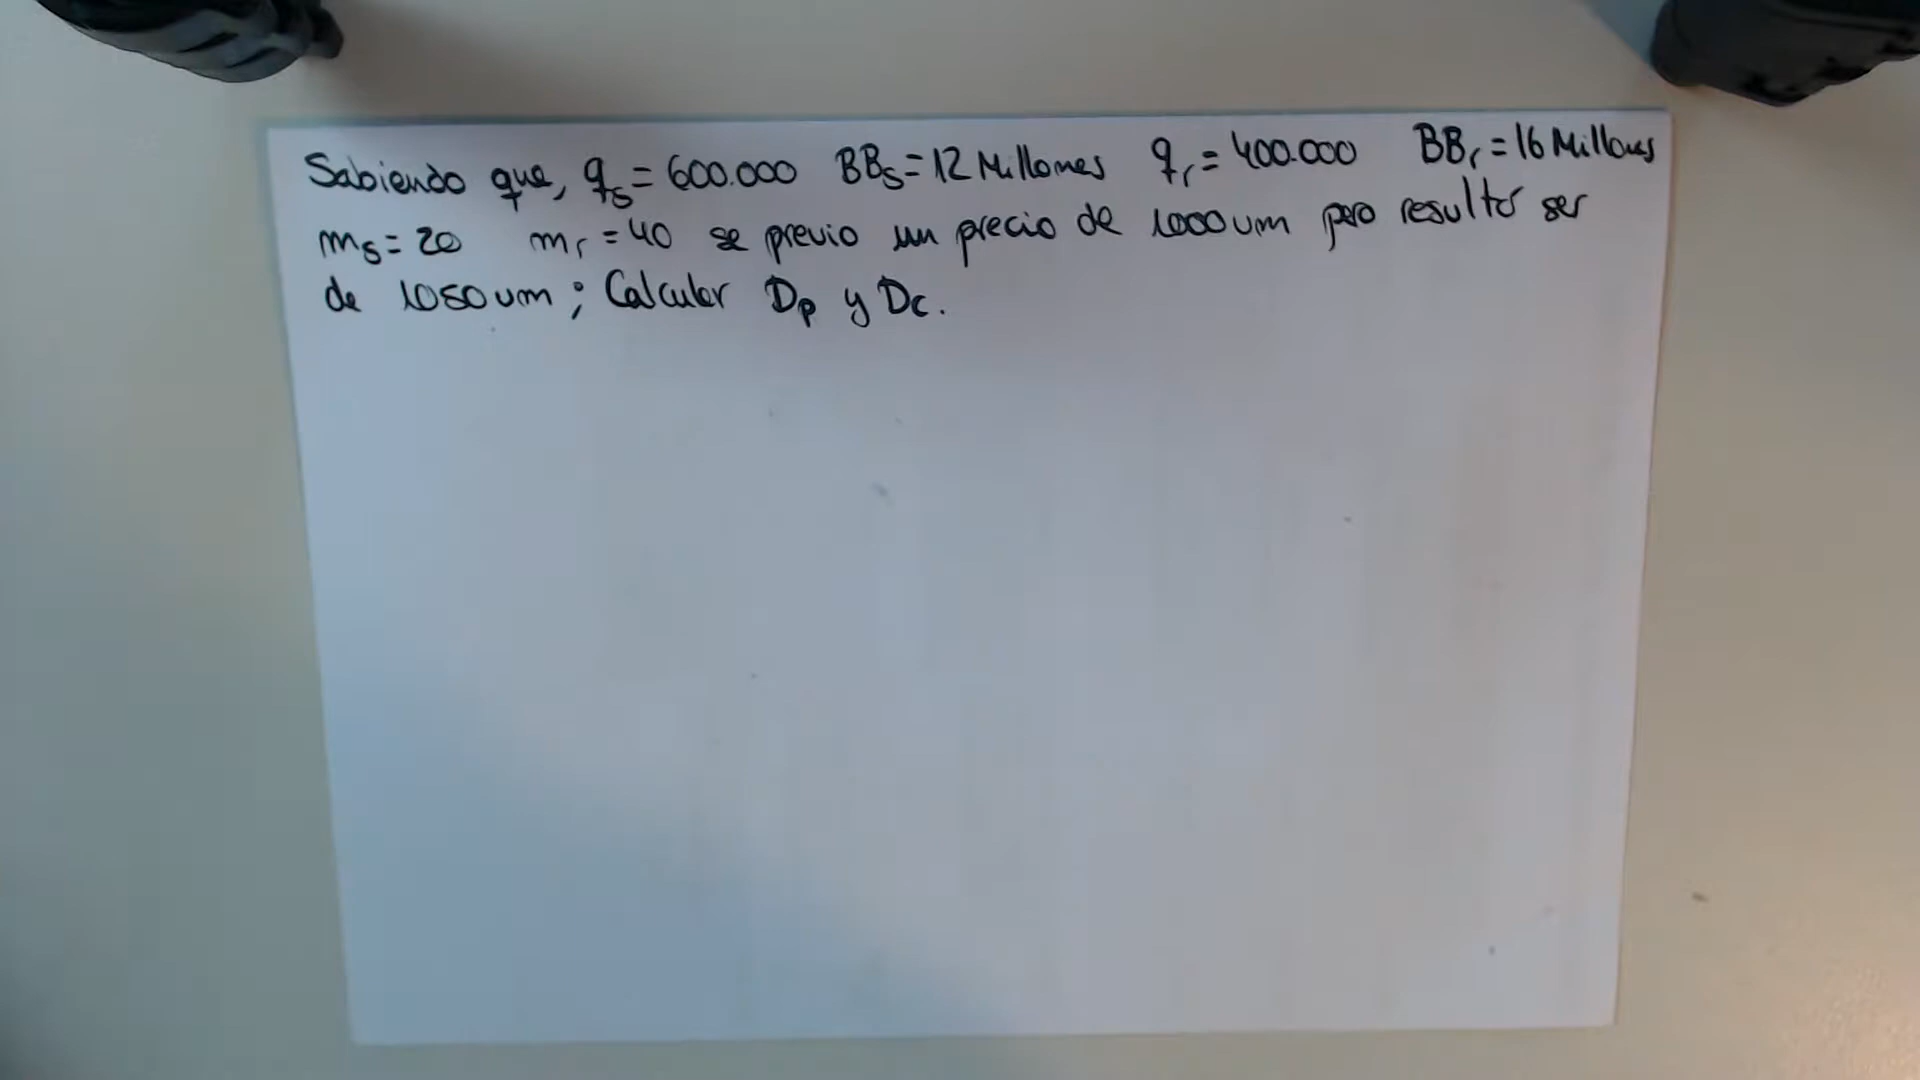 Sabiendo que, qs = 600.000 BBs = 12 Millones qr = 400.000 BBr = 16 Millones
ms = 20 mr = 40 se previo un precio de 1000 um pero resulto ser
de 1050 um ; Calcular Dp y Dc.